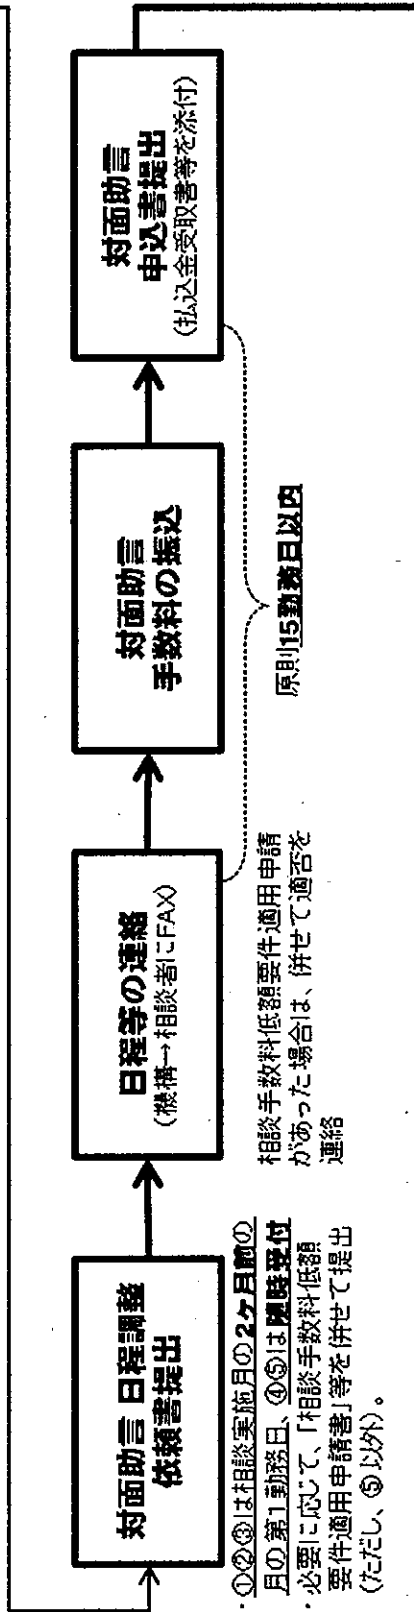 対面助言 日程調整
依頼書提出
・①②③は相談実施月の2ケ月前の
月の第1勤務日、④⑤は随時受付
・必要に応じて、「相談手数料低額
要件適用申請書」等を併せて提出
(ただし、⑤以外)。
日程等の連絡
(機構→相談者にFAX)
相談手数料低額要件適用申請
があった場合は、併せて適否を
連絡
対面助言
手数料の振込
原則15勤務日以内
対面助言
申込書提出
(払込金受取書等を添付)